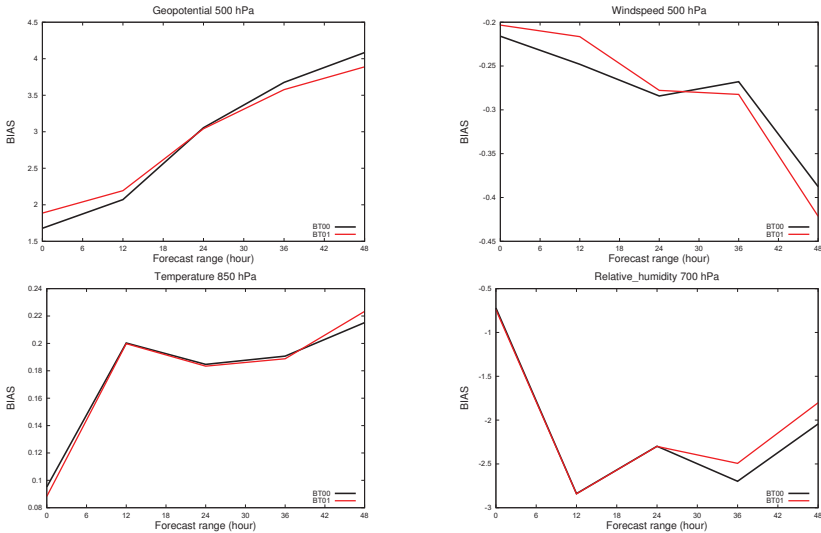 Geopotential 500 hPa
4.5
4
3.5
3
2.5
2
1.5
BIAS
0 6 12 18 24 30 36 42 48
Forecast range (hour)
BT00
BT01
Windspeed 500 hPa
-0.2
-0.25
-0.3
-0.35
-0.4
-0.45
BIAS
0 6 12 18 24 30 36 42 48
Forecast range (hour)
BT00
BT01
Temperature 850 hPa
0.24
0.22
0.2
0.18
0.16
0.14
0.12
0.1
0.08
BIAS
0 6 12 18 24 30 36 42 48
Forecast range (hour)
BT00
BT01
Relative_humidity 700 hPa
-0.5
-1
-1.5
-2
-2.5
-3
BIAS
0 6 12 18 24 30 36 42 48
Forecast range (hour)
BT00
BT01